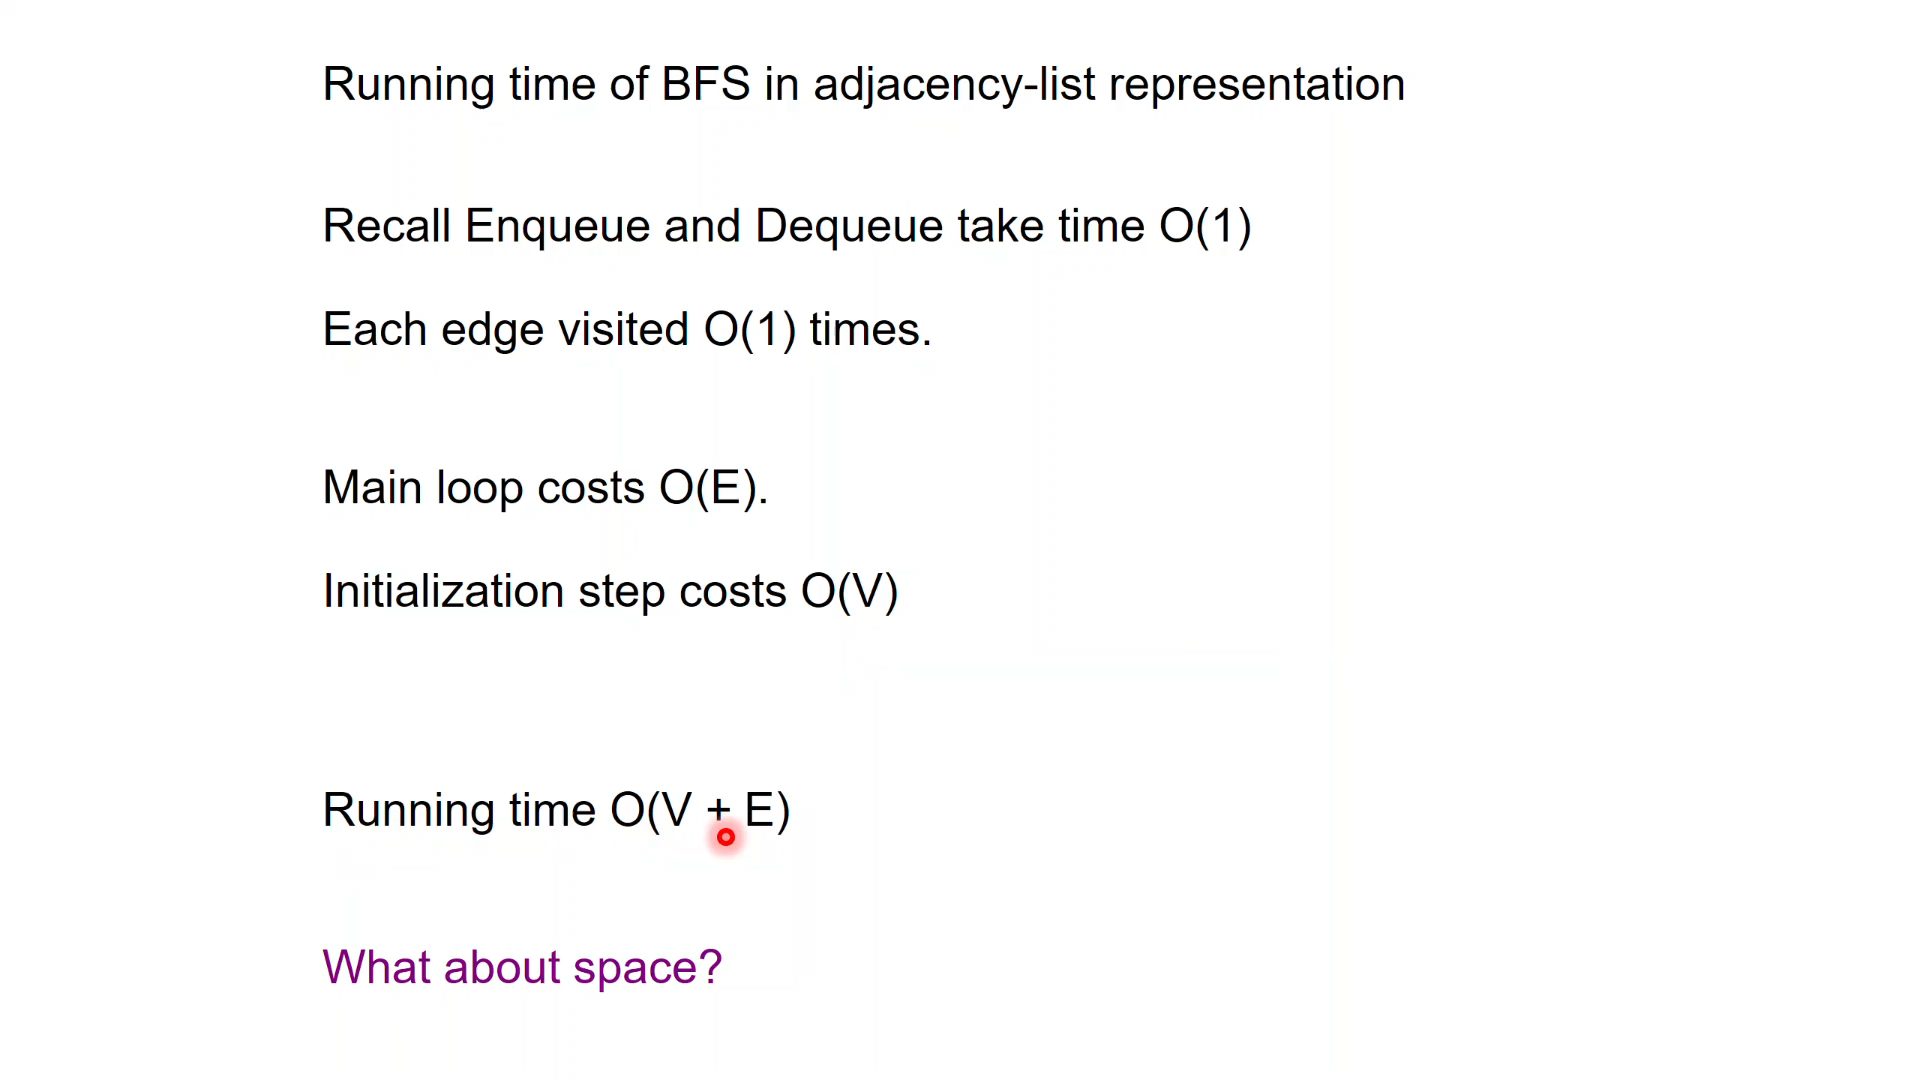 Running time of BFS in adjacency-list representation
Recall Enqueue and Dequeue take time O(1)
Each edge visited O(1) times.
Main loop costs O(E).
Initialization step costs O(V)
Running time O(V + E)
What about space?